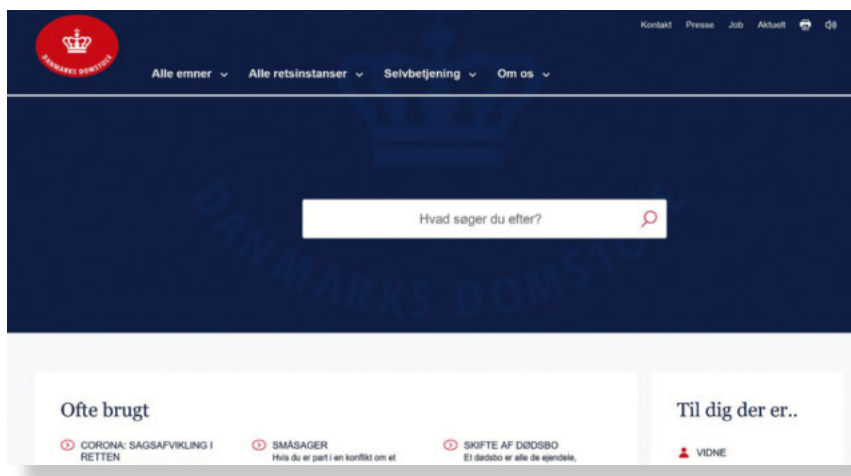 Kontakt Presse Job Aktuelt
DANMARKS DOMSTOLE
Alle emner Alle retsinstanser Selvbetjening Om os
Hvad søger du efter?
DANMARKS DOMSTOLE
Ofte brugt
CORONA: SAGSAFVIKLING I
RETTEN
SMÅSAGER
Hvis du er part i en konflikt om et
SKIFTE AF DØDSBO
Et dødsbo er alle de ejendele,
Til dig der er..
VIDNE